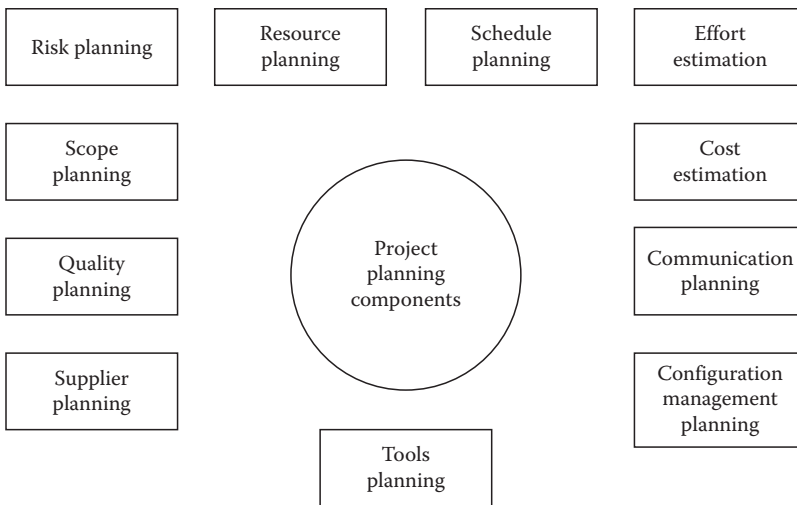 Risk planning
Resource
planning
Schedule
planning
Effort
estimation
Scope
planning
Cost
estimation
Project
planning
components
Quality
planning
Communication
planning
Supplier
planning
Configuration
management
planning
Tools
planning